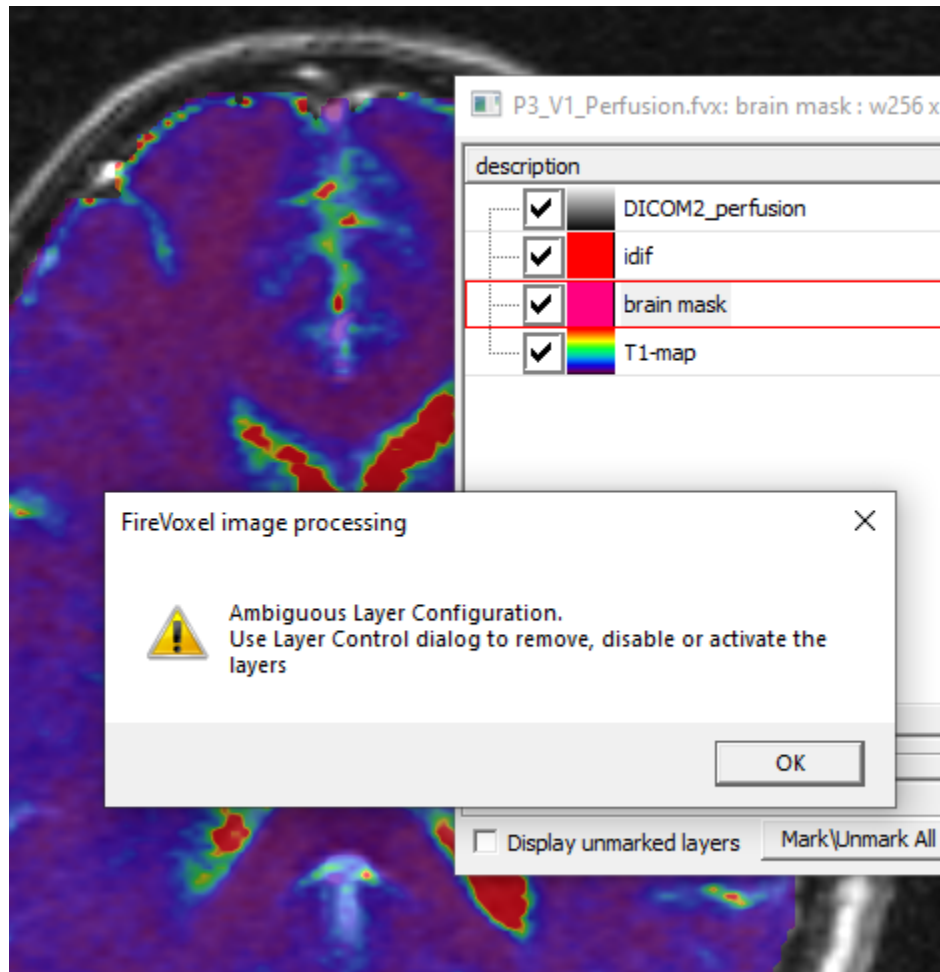 P3_V1_Perfusion.fvx: brain mask : w256 x
description
DICOM2_perfusion
idif
brain mask
T1-map
FireVoxel image processing
Ambiguous Layer Configuration.
Use Layer Control dialog to remove, disable or activate the
layers
OK
Display unmarked layers
Mark\Unmark All